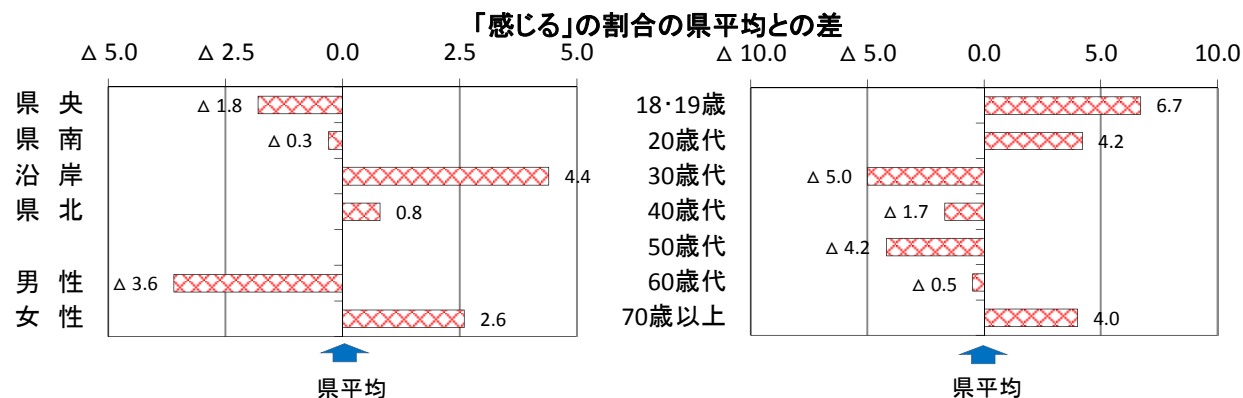 「感じる」の割合の県平均との差
△ 5.0 △ 2.5 0.0 2.5 5.0
県 央 △ 1.8
県 南 △ 0.3
沿 岸 4.4
県 北 0.8
男 性 △ 3.6
女 性 2.6
県平均
△ 10.0 △ 5.0 0.0 5.0 10.0
18･19歳 6.7
20歳代 4.2
30歳代 △ 5.0
40歳代 △ 1.7
50歳代 △ 4.2
60歳代 △ 0.5
70歳以上 4.0
県平均